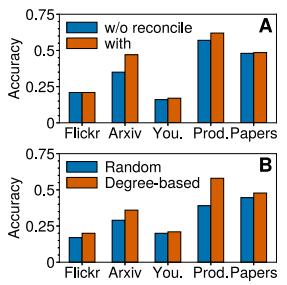 0.75
w/o reconcile
A
with
0.5
0.25
0
Accuracy
Flickr Arxiv You. Prod. Papers
0.75
Random
B
0.5
Degree-based
0.25
0
Accuracy
Flickr Arxiv You. Prod. Papers